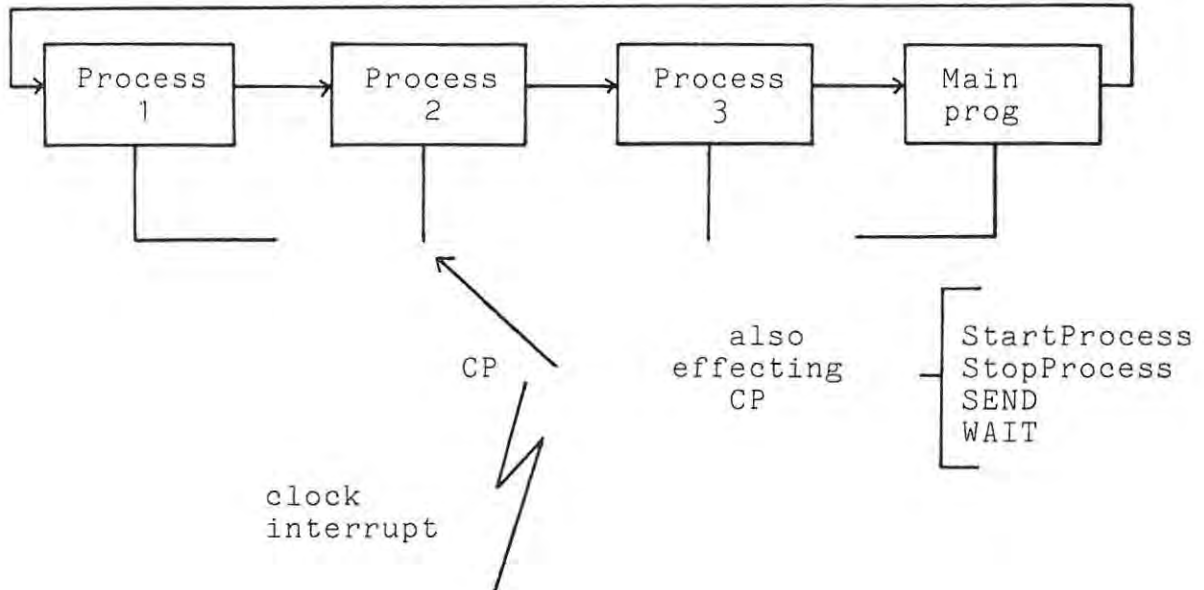 Process
1
Process
2
Process
3
Main
prog
CP
also
effecting
CP
StartProcess
StopProcess
SEND
WAIT
clock
interrupt